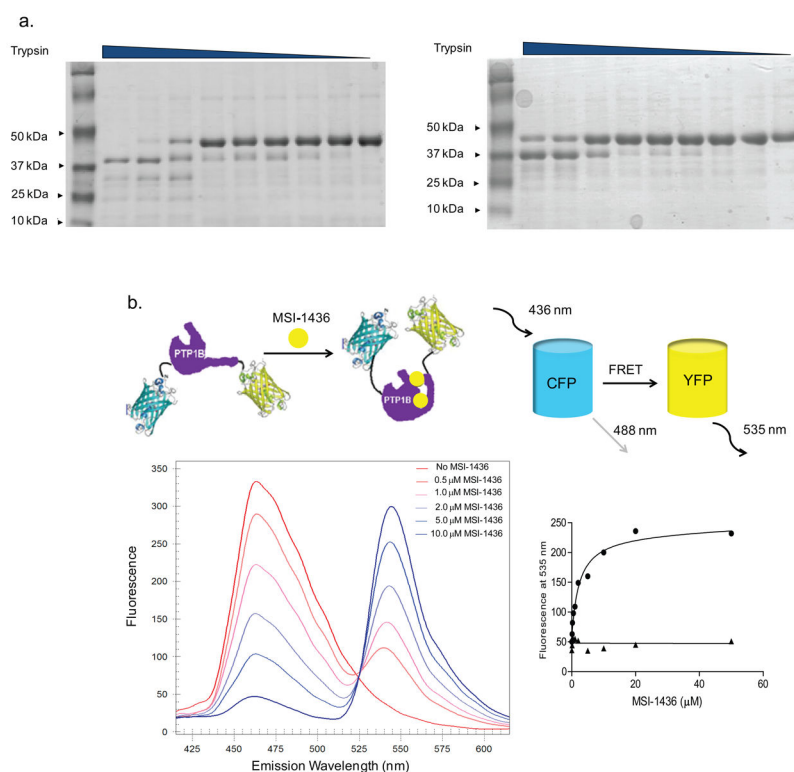 a.
Trypsin
50 kDa
37 kDa
25 kDa
10 kDa
Trypsin
50 kDa
37 kDa
25 kDa
10 kDa
b.
MSI-1436
PTP1B
PTP1B
436 nm
CFP
FRET
YFP
488 nm
535 nm
No MSI-1436
0.5 µM MSI-1436
1.0 µM MSI-1436
2.0 µM MSI-1436
5.0 µM MSI-1436
10.0 µM MSI-1436
Fluorescence
350
300
250
200
150
100
50
0
425 450 475 500 525 550 575 600
Emission Wavelength (nm)
Fluorescence at 535 nm
250
200
150
100
50
0
0 20 40 60
MSI-1436 (µM)